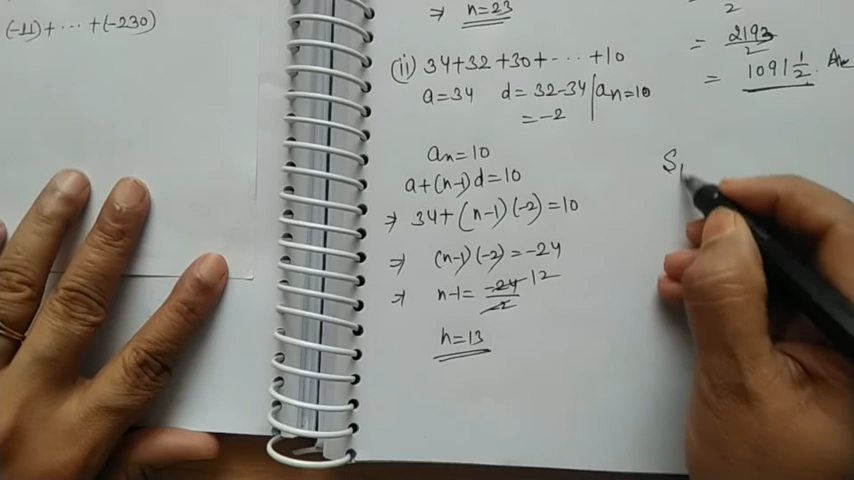 (-11)+ ... +(-230)
⇒ n=23
(ii) 34+32+30+ ... +10
a=34 d=32-34 | an=10
=-2
an=10
a+(n-1)d=10
⇒ 34+(n-1)(-2)=10
⇒ (n-1)(-2)=-24
⇒ n-1= -24/-2 12
n=13
2
= 2193/2
= 1091 1/2 . Ans
S